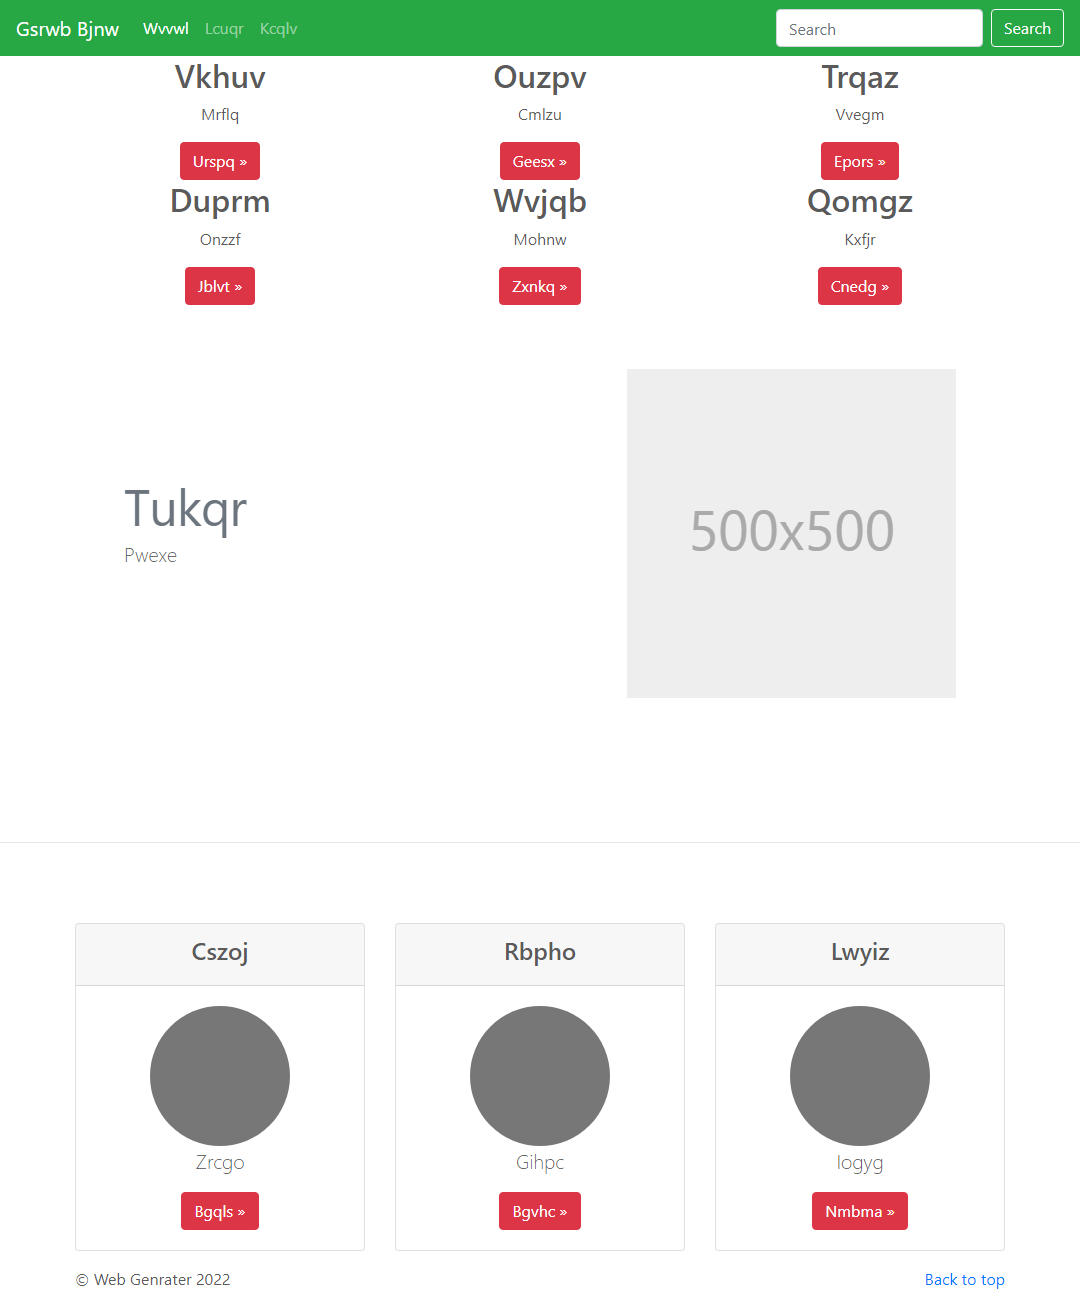 Gsrwb Bjnw Wvvwl Lcuqr Kcqlv Search Search
Vkhuv Ouzpv Trqaz
Mrflq Cmlzu Vvegm
Urspq » Geesx » Epors »
Duprm Wvjqb Qomgz
Onzzf Mohnw Kxfjr
Jblvt » Zxnkq » Cnedg »
Tukqr
Pwexe
500x500
Cszoj Rbpho Lwyiz
Zrcgo Gihpc Iogyg
Bgqls » Bgvhc » Nmbma »
© Web Genrater 2022 Back to top